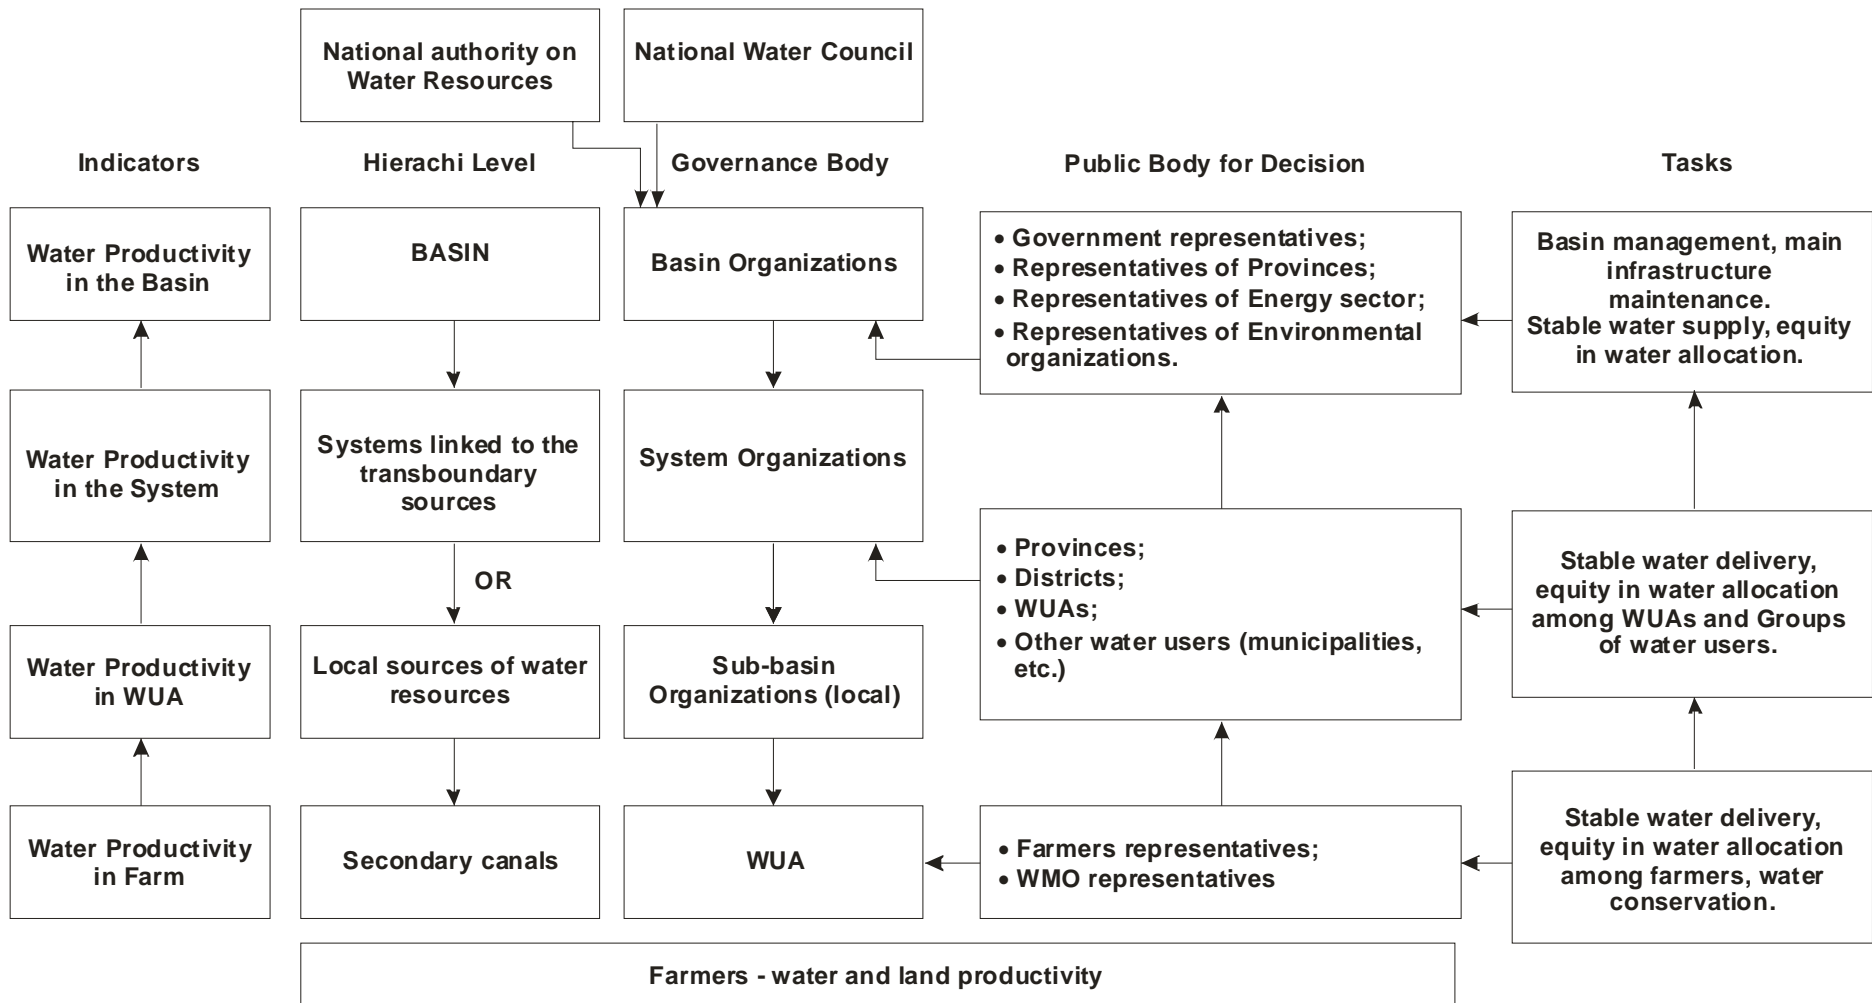 National authority on
Water Resources
National Water Council
Indicators
Hierachi Level
Governance Body
Public Body for Decision
Tasks
Water Productivity
in the Basin
BASIN
Basin Organizations
• Government representatives;
• Representatives of Provinces;
• Representatives of Energy sector;
• Representatives of Environmental
organizations.
Basin management, main
infrastructure
maintenance.
Stable water supply, equity
in water allocation.
Water Productivity
in the System
Systems linked to the
transboundary
sources
System Organizations
OR
• Provinces;
• Districts;
• WUAs;
• Other water users (municipalities,
etc.)
Stable water delivery,
equity in water allocation
among WUAs and Groups
of water users.
Water Productivity
in WUA
Local sources of water
resources
Sub-basin
Organizations (local)
Water Productivity
in Farm
Secondary canals
WUA
• Farmers representatives;
• WMO representatives
Stable water delivery,
equity in water allocation
among farmers, water
conservation.
Farmers - water and land productivity